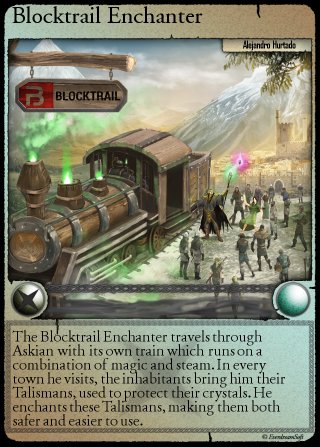 Blocktrail Enchanter
Alejandro Hurtado
BLOCKTRAIL
The Blocktrail Enchanter travels through
Askian with its own train which runs on a
combination of magic and steam. In every
town he visits, the inhabitants bring him their
Talismans, used to protect their crystals. He
enchants these Talismans, making them both
safer and easier to use.
© EverdreamSoft